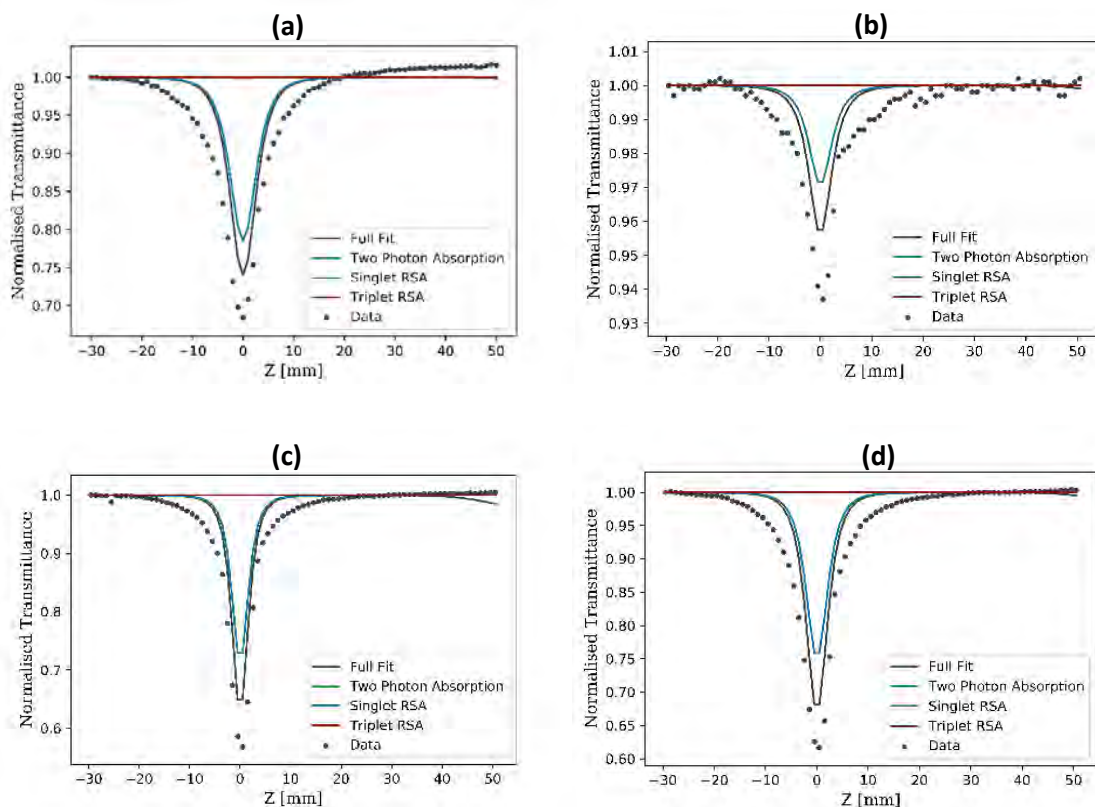 (a)
1.00
0.95
0.90
0.85
0.80
0.75
0.70
Normalised Transmittance
Full Fit
Two Photon Absorption
Singlet RSA
Triplet RSA
Data
−30 −20 −10 0 10 20 30 40 50
Z [mm]
(b)
1.01
1.00
0.99
0.98
0.97
0.96
0.95
0.94
0.93
Normalised Transmittance
Full Fit
Two Photon Absorption
Singlet RSA
Triplet RSA
Data
−30 −20 −10 0 10 20 30 40 50
Z [mm]
(c)
1.0
0.9
0.8
0.7
0.6
Normalised Transmittance
Full Fit
Two Photon Absorption
Singlet RSA
Triplet RSA
Data
−30 −20 −10 0 10 20 30 40 50
Z [mm]
(d)
1.00
0.95
0.90
0.85
0.80
0.75
0.70
0.65
0.60
Normalised Transmittance
Full Fit
Two Photon Absorption
Singlet RSA
Triplet RSA
Data
−30 −20 −10 0 10 20 30 40 50
Z [mm]